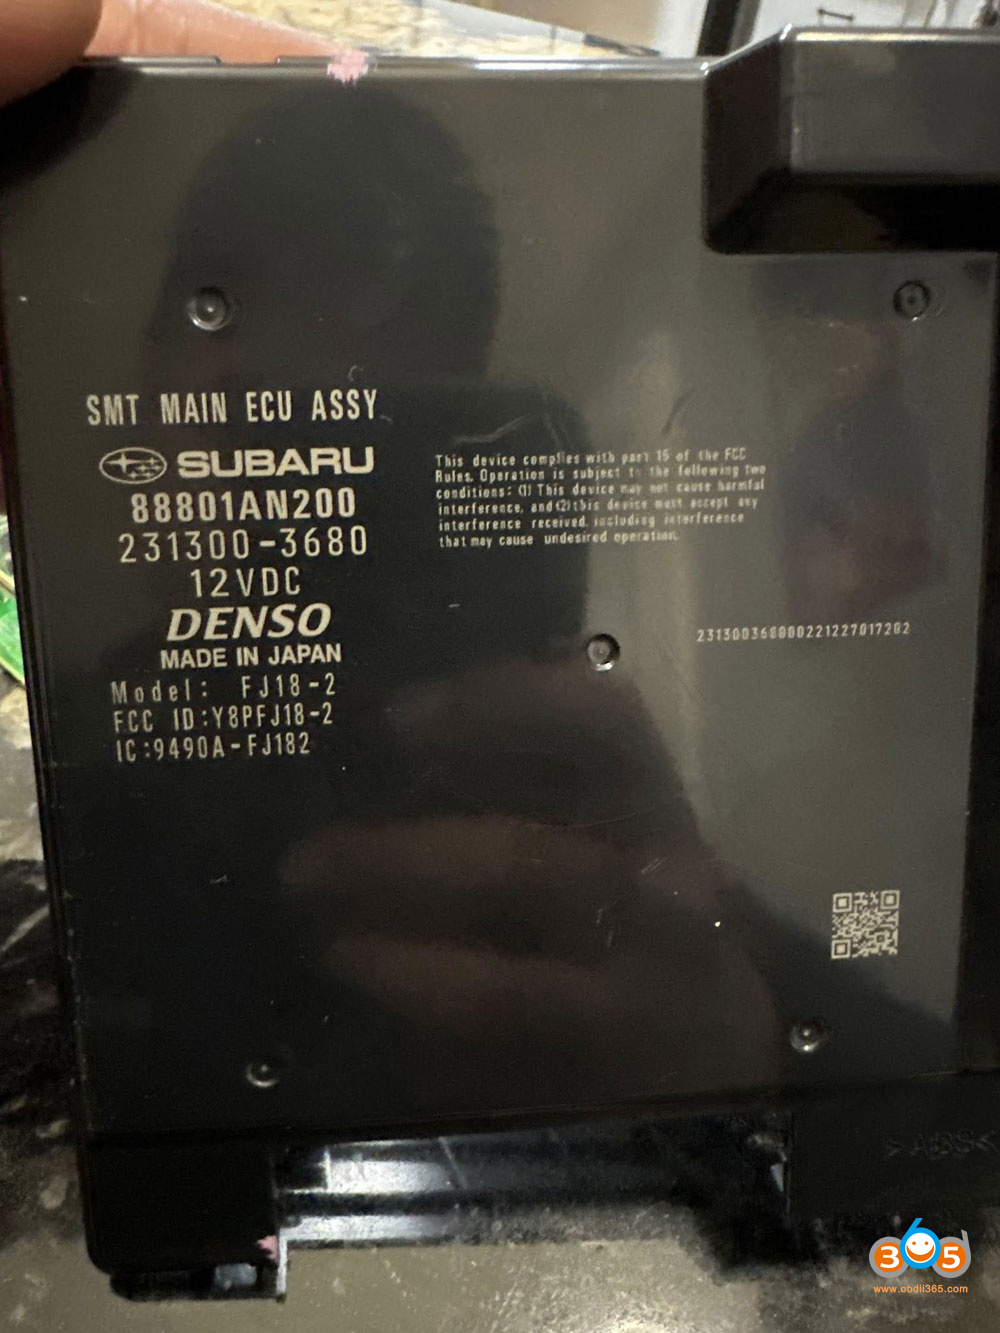 SMT MAIN ECU ASSY
SUBARU
88801AN200
231300-3680
12VDC
DENSO
MADE IN JAPAN
Model: FJ18-2
FCC ID:Y8PFJ18-2
IC:9490A-FJ182
This device complies with part 15 of the FCC
Rules. Operation is subject to the following two
conditions: (1) This device may not cause harmful
interference, and (2) this device must accept any
interference received, including interference
that may cause undesired operation.
231300368000221227017202
>ABS<
365
www.obdii365.com